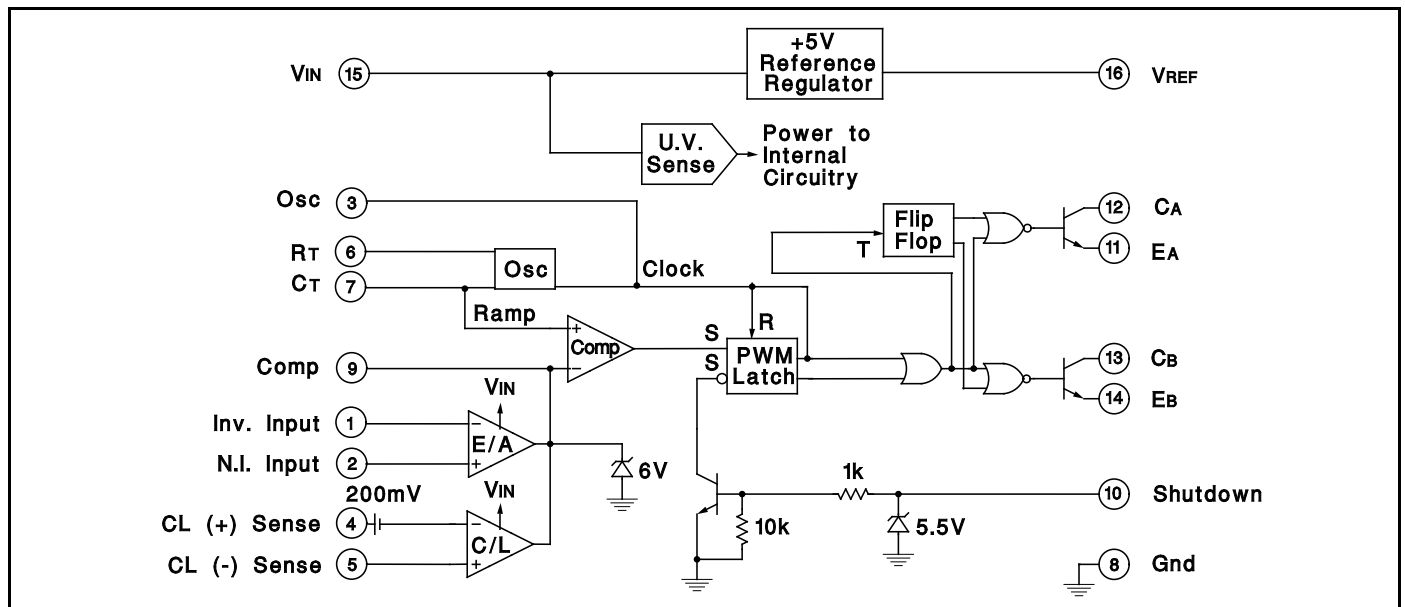 VIN 15
+5V
Reference
Regulator
16 VREF
U.V.
Sense
Power to
Internal
Circuitry
Osc 3
RT 6
CT 7
Osc
Clock
Ramp
Flip
Flop
T
12 CA
11 EA
Comp 9
+
Comp
−
S
S
R
PWM
Latch
13 CB
14 EB
VIN
Inv. Input 1
−
E/A
N.I. Input 2
+
6V
200mV
VIN
CL (+) Sense 4
−
C/L
CL (-) Sense 5
+
10k
1k
5.5V
10 Shutdown
8 Gnd